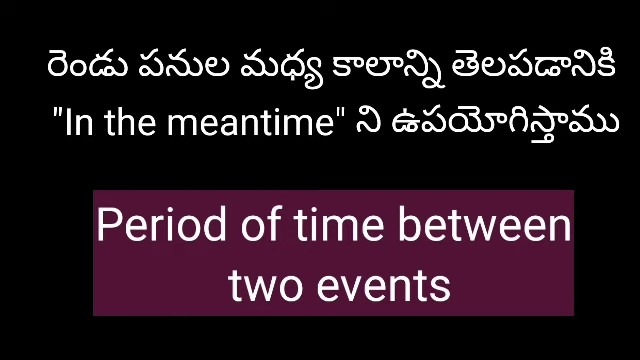 రెండు పనుల మధ్య కాలాన్ని తెలపడానికి
"In the meantime" ని ఉపయోగిస్తాము
Period of time between
two events